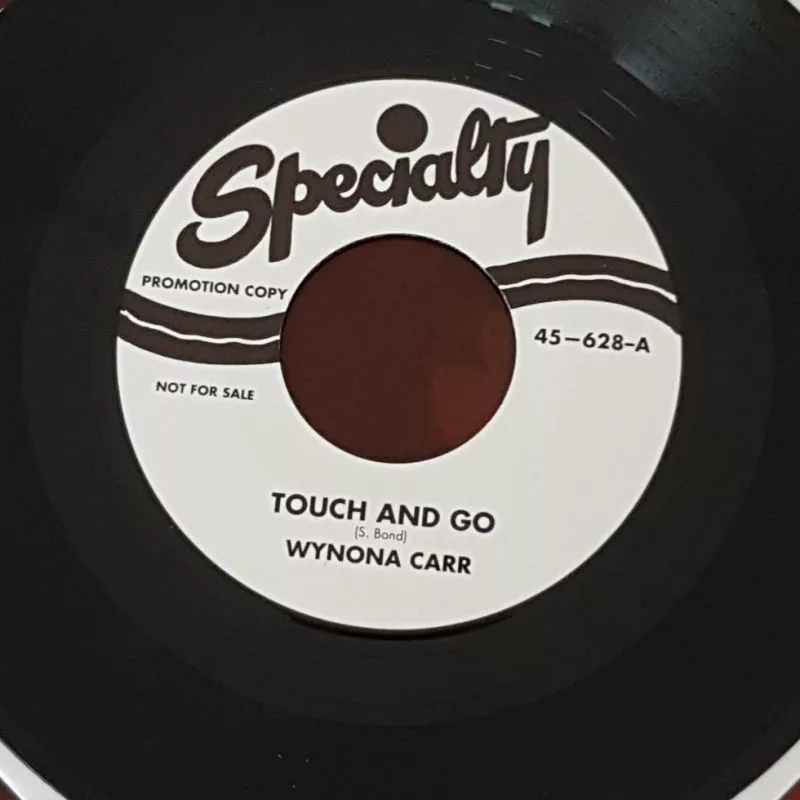 Specialty
PROMOTION COPY
45-628-A
NOT FOR SALE
TOUCH AND GO
(S. Bond)
WYNONA CARR